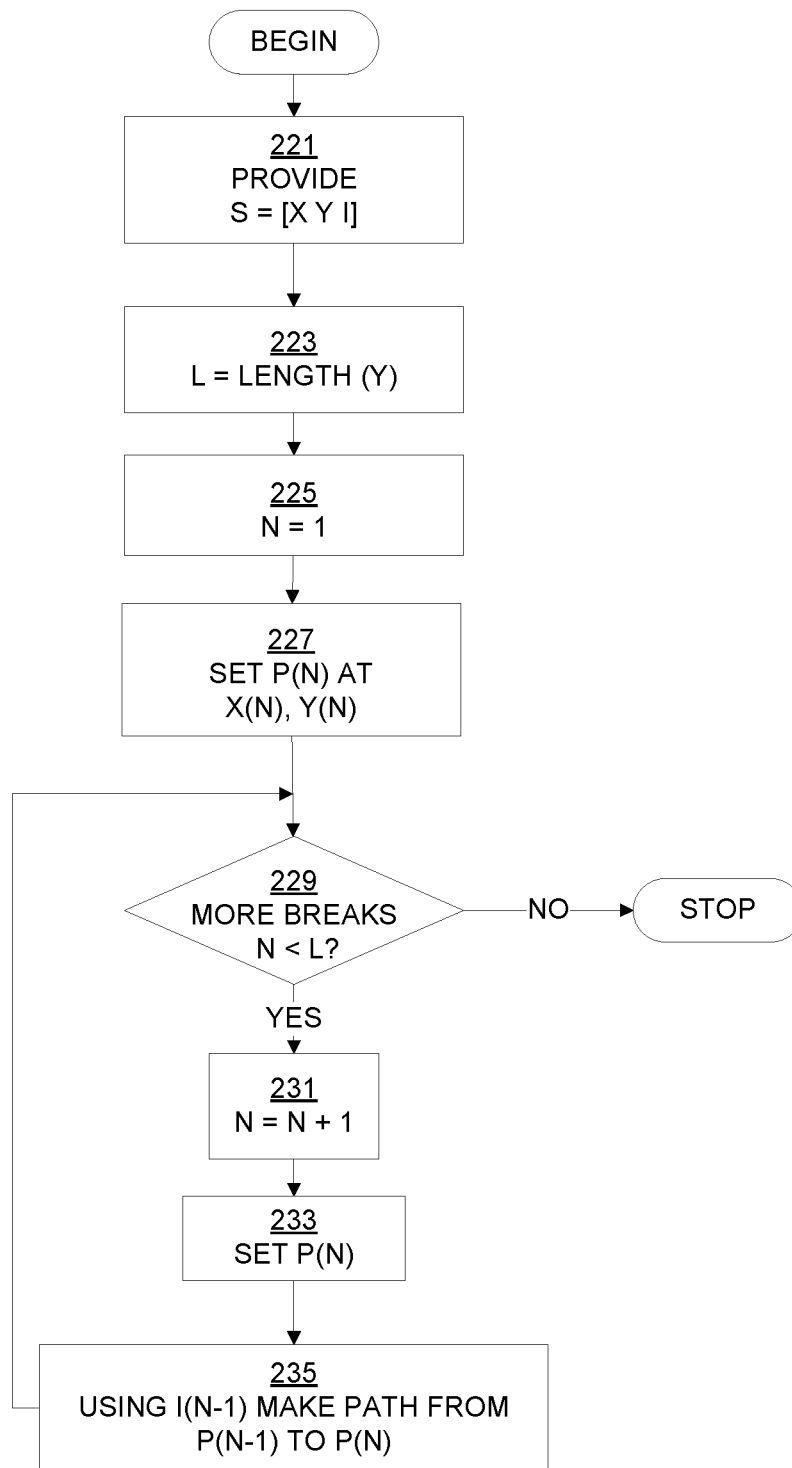 BEGIN
221
PROVIDE
S = [X Y I]
223
L = LENGTH (Y)
225
N = 1
227
SET P(N) AT
X(N), Y(N)
229
MORE BREAKS
N < L?
NO
STOP
YES
231
N = N + 1
233
SET P(N)
235
USING I(N-1) MAKE PATH FROM
P(N-1) TO P(N)